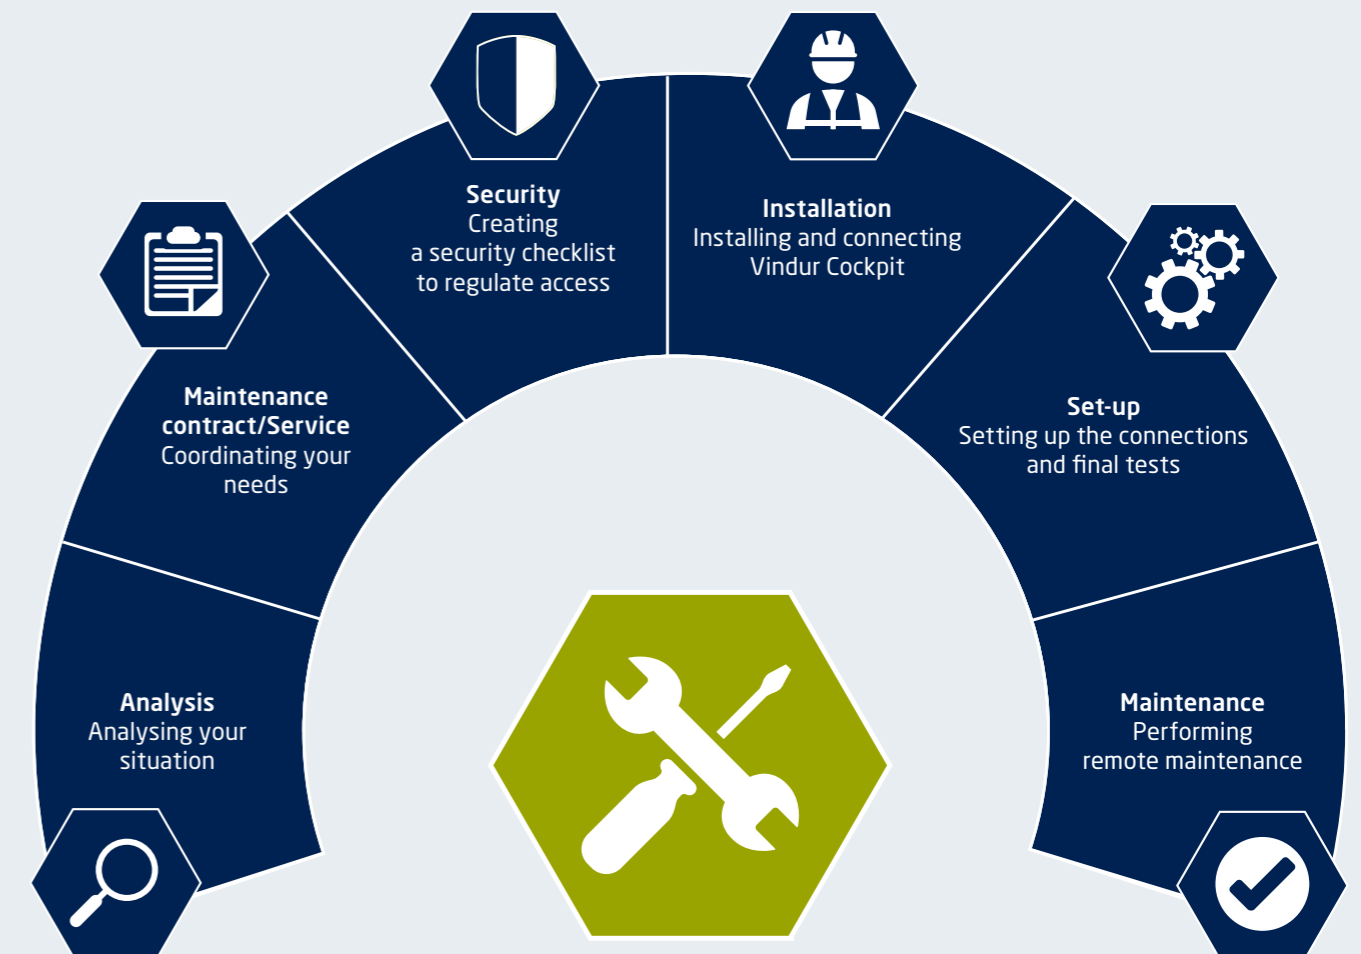 Analysis
Analysing your
situation
Maintenance
contract/Service
Coordinating your
needs
Security
Creating
a security checklist
to regulate access
Installation
Installing and connecting
Vindur Cockpit
Set-up
Setting up the connections
and final tests
Maintenance
Performing
remote maintenance